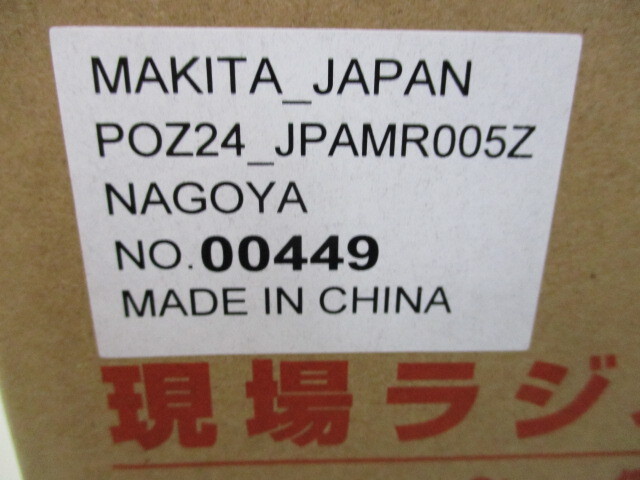 MAKITA_JAPAN
POZ24_JPAMR005Z
NAGOYA
NO.00449
MADE IN CHINA
現場ラジ